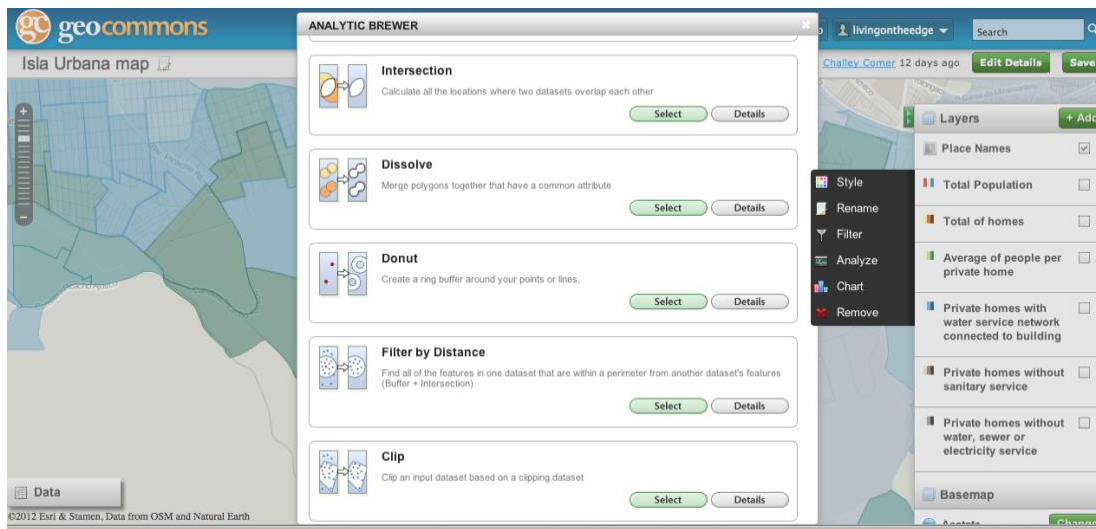 geocommons
livingontheedge
Search
Isla Urbana map
Challey Comer 12 days ago
Edit Details
Save
ANALYTIC BREWER
Intersection
Calculate all the locations where two datasets overlap each other
Select
Details
Dissolve
Merge polygons together that have a common attribute
Select
Details
Donut
Create a ring buffer around your points or lines.
Select
Details
Filter by Distance
Find all of the features in one dataset that are within a perimeter from another dataset's features
(Buffer + Intersection)
Select
Details
Clip
Clip an input dataset based on a clipping dataset
Select
Details
Style
Rename
Filter
Analyze
Chart
Remove
Layers
+ Add
Place Names
Total Population
Total of homes
Average of people per
private home
Private homes with
water service network
connected to building
Private homes without
sanitary service
Private homes without
water, sewer or
electricity service
Basemap
Data
©2012 Esri & Stamen, Data from OSM and Natural Earth